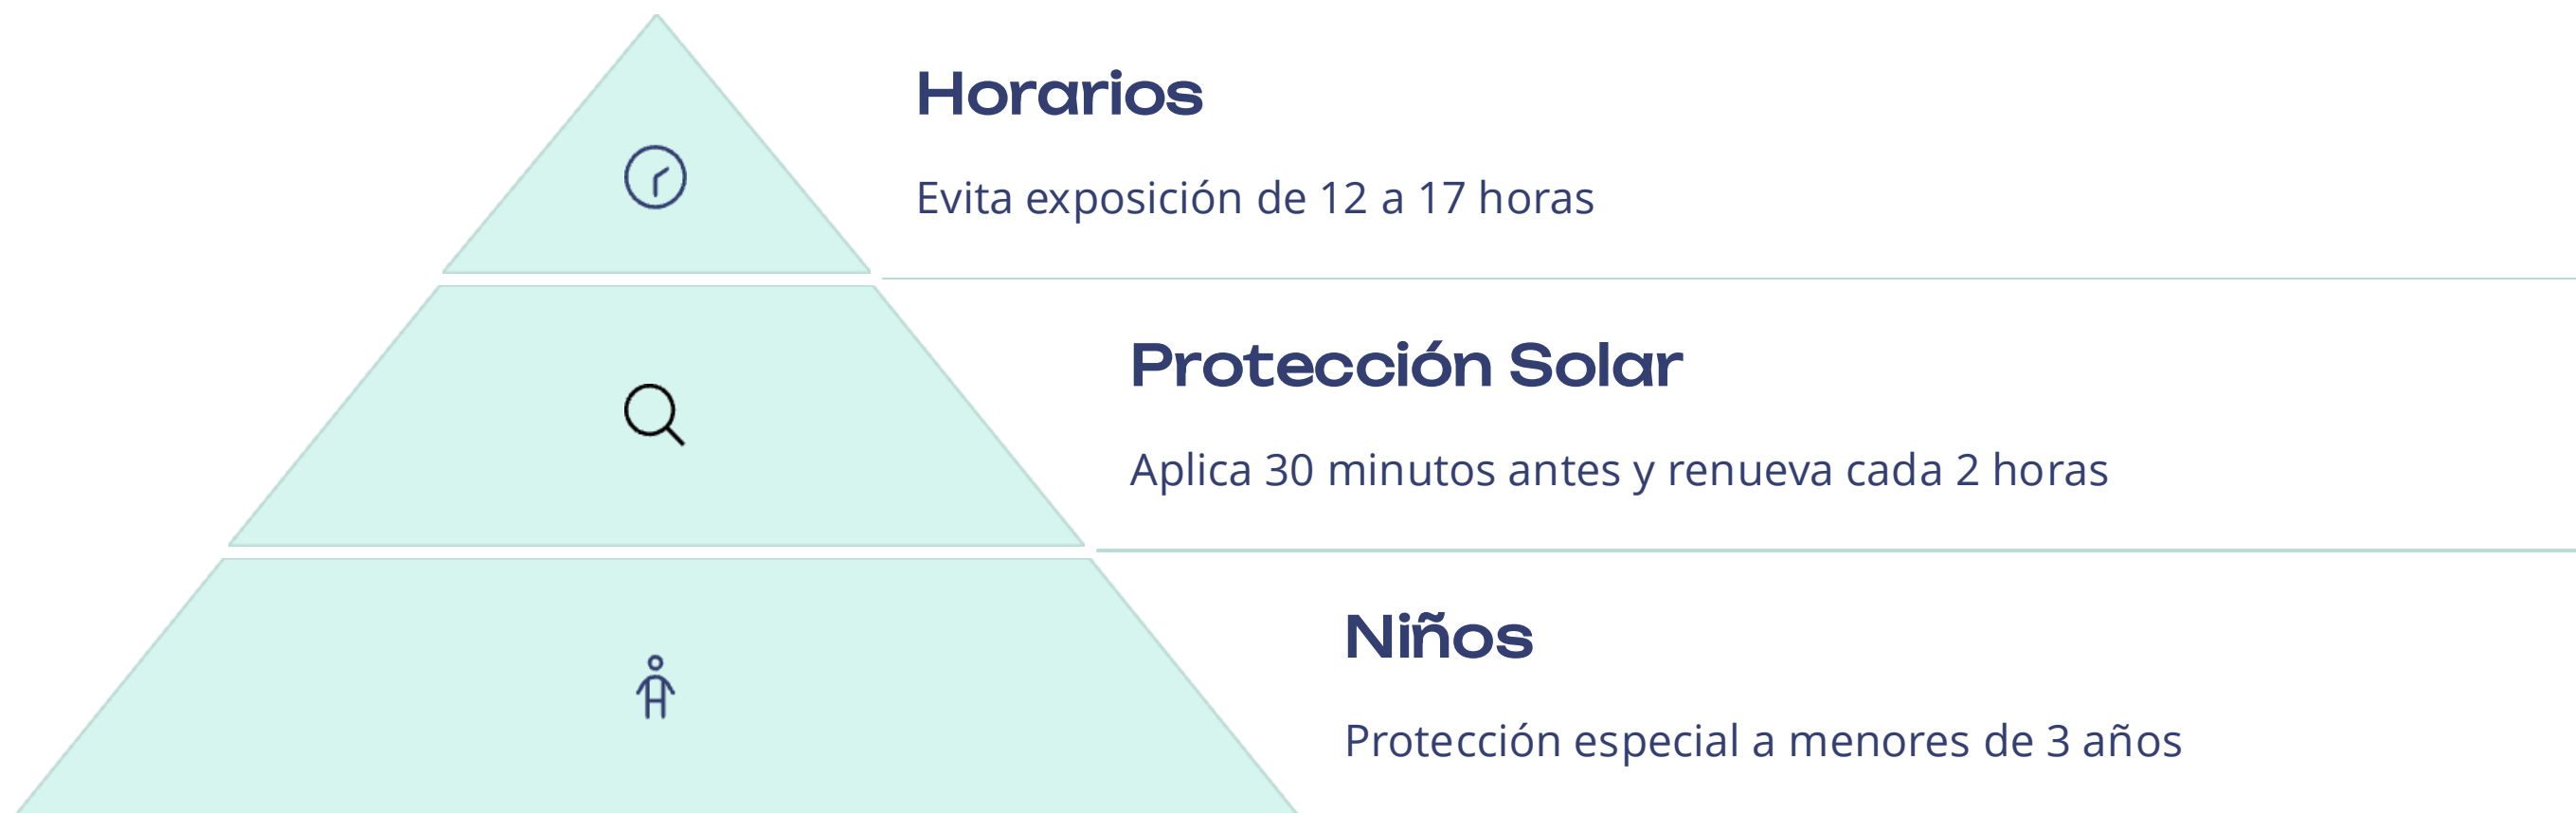 Horarios
Evita exposición de 12 a 17 horas
Protección Solar
Aplica 30 minutos antes y renueva cada 2 horas
Niños
Protección especial a menores de 3 años